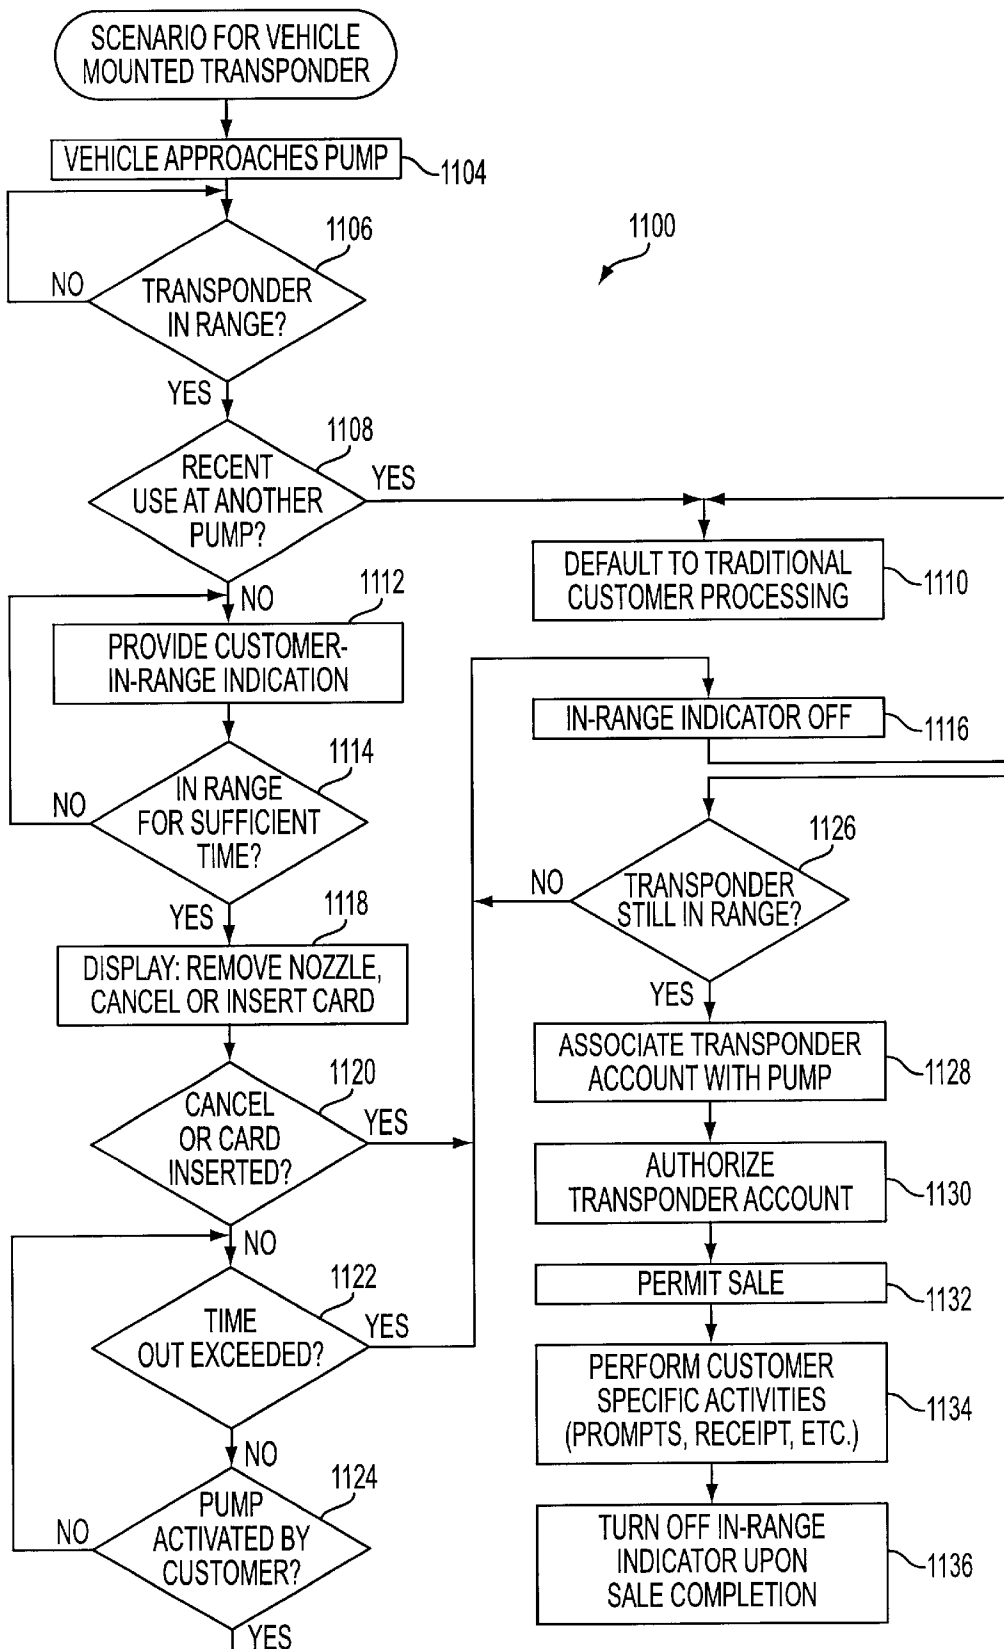 SCENARIO FOR VEHICLE
MOUNTED TRANSPONDER
VEHICLE APPROACHES PUMP
1104
1100
1106
TRANSPONDER
IN RANGE?
NO
YES
1108
RECENT
USE AT ANOTHER
PUMP?
YES
NO
DEFAULT TO TRADITIONAL
CUSTOMER PROCESSING
1110
1112
PROVIDE CUSTOMER-
IN-RANGE INDICATION
1114
IN RANGE
FOR SUFFICIENT
TIME?
NO
YES
IN-RANGE INDICATOR OFF
1116
1118
DISPLAY: REMOVE NOZZLE,
CANCEL OR INSERT CARD
1120
CANCEL
OR CARD
INSERTED?
YES
NO
1122
TIME
OUT EXCEEDED?
YES
NO
1124
PUMP
ACTIVATED BY
CUSTOMER?
NO
YES
1126
TRANSPONDER
STILL IN RANGE?
NO
YES
ASSOCIATE TRANSPONDER
ACCOUNT WITH PUMP
1128
AUTHORIZE
TRANSPONDER ACCOUNT
1130
PERMIT SALE
1132
PERFORM CUSTOMER
SPECIFIC ACTIVITIES
(PROMPTS, RECEIPT, ETC.)
1134
TURN OFF IN-RANGE
INDICATOR UPON
SALE COMPLETION
1136